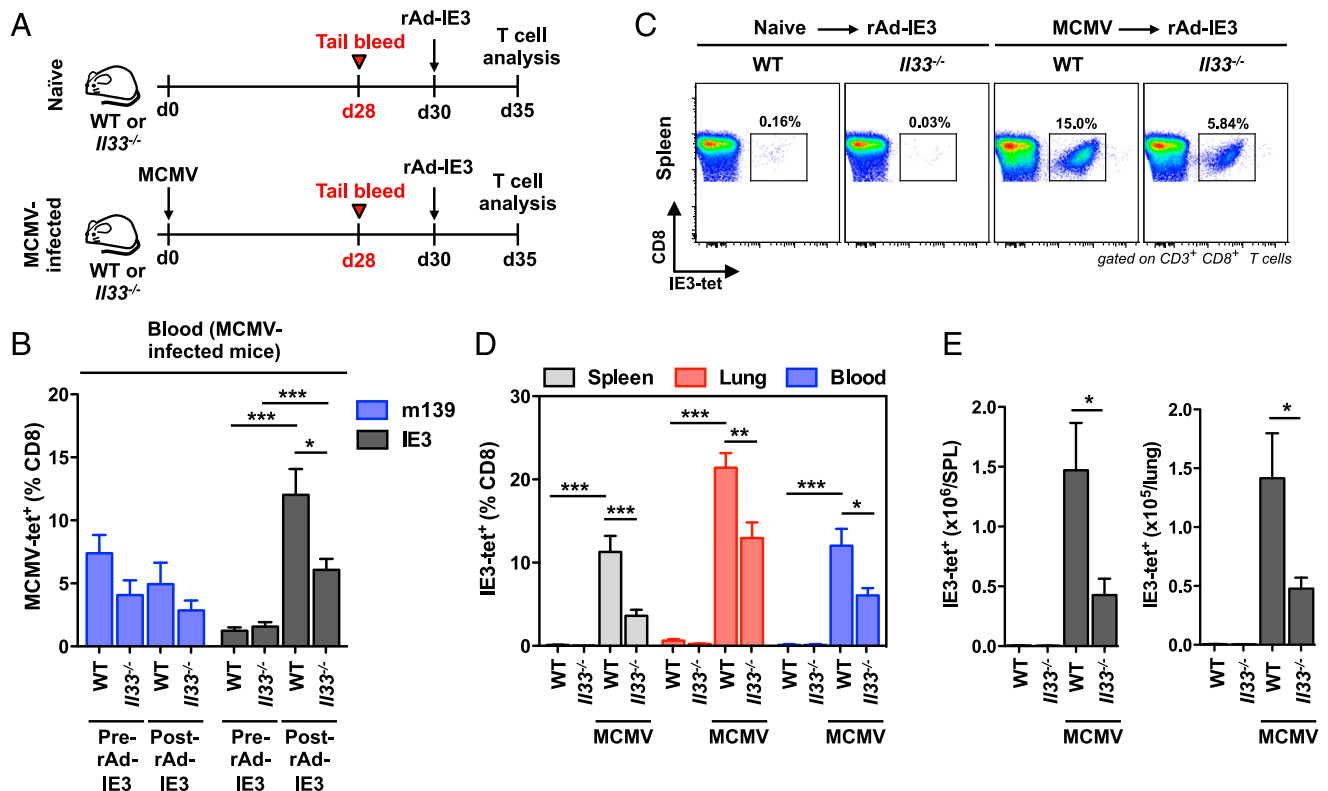 A
Naïve
WT or
Il33-/-
d0
Tail bleed
d28
rAd-IE3
d30
T cell
analysis
d35
MCMV-
infected
MCMV
WT or
Il33-/-
d0
Tail bleed
d28
rAd-IE3
d30
T cell
analysis
d35
B
Blood (MCMV-
infected mice)
MCMV-tet+ (% CD8)
20
15
10
5
0
***
***
*
m139
IE3
WT
Il33-/-
WT
Il33-/-
WT
Il33-/-
WT
Il33-/-
Pre-
rAd-
IE3
Post-
rAd-
IE3
Pre-
rAd-
IE3
Post-
rAd-
IE3
C
Naive → rAd-IE3
MCMV → rAd-IE3
WT
Il33-/-
WT
Il33-/-
Spleen
0.16%
0.03%
15.0%
5.84%
CD8
IE3-tet
gated on CD3+ CD8+ T cells
D
Spleen
Lung
Blood
IE3-tet+ (% CD8)
30
20
10
0
***
***
***
**
***
*
WT
Il33-/-
WT
Il33-/-
WT
Il33-/-
WT
Il33-/-
WT
Il33-/-
WT
Il33-/-
MCMV
MCMV
MCMV
E
IE3-tet+ (x10^6/SPL)
2.0
1.5
1.0
0.5
0.0
*
WT
Il33-/-
WT
Il33-/-
MCMV
IE3-tet+ (x10^5/lung)
2.0
1.5
1.0
0.5
0.0
*
WT
Il33-/-
WT
Il33-/-
MCMV